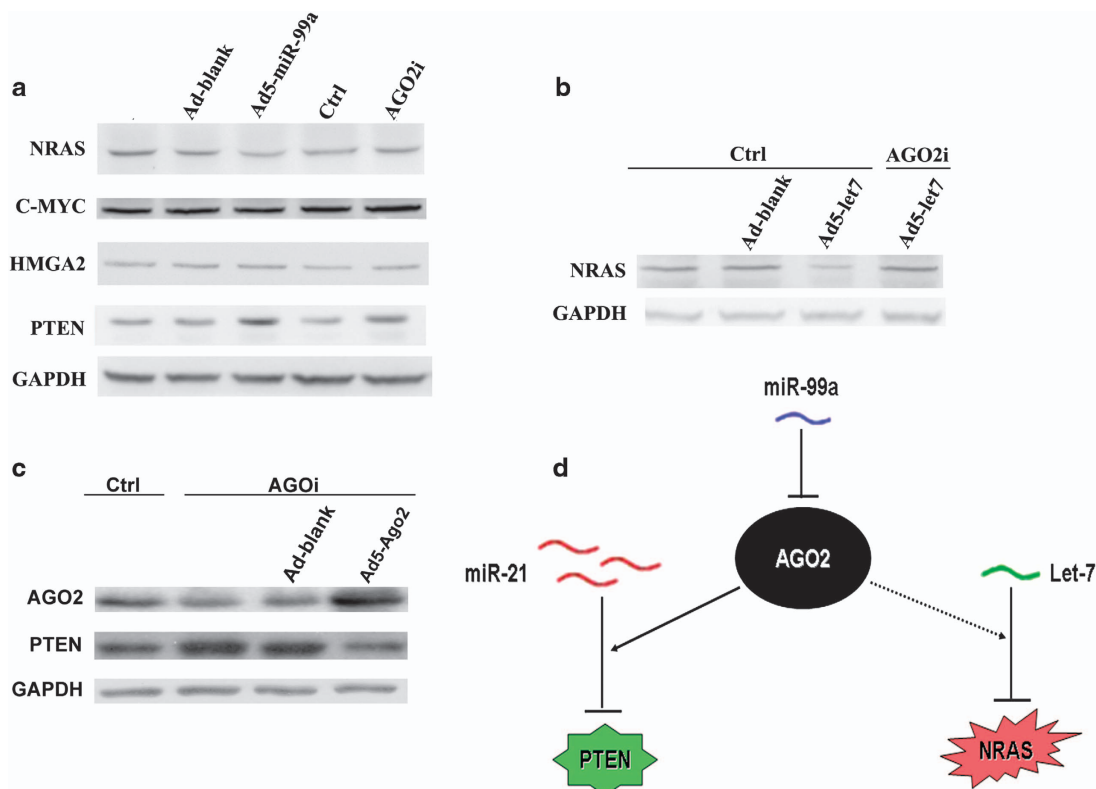 a
Ad-blank
Ad5-miR-99a
Ctrl
AGO2i
NRAS
C-MYC
HMGA2
PTEN
GAPDH
b
Ctrl
AGO2i
Ad-blank
Ad5-let7
Ad5-let7
NRAS
GAPDH
c
Ctrl
AGOi
Ad-blank
Ad5-Ago2
AGO2
PTEN
GAPDH
d
miR-99a
AGO2
miR-21
Let-7
PTEN
NRAS